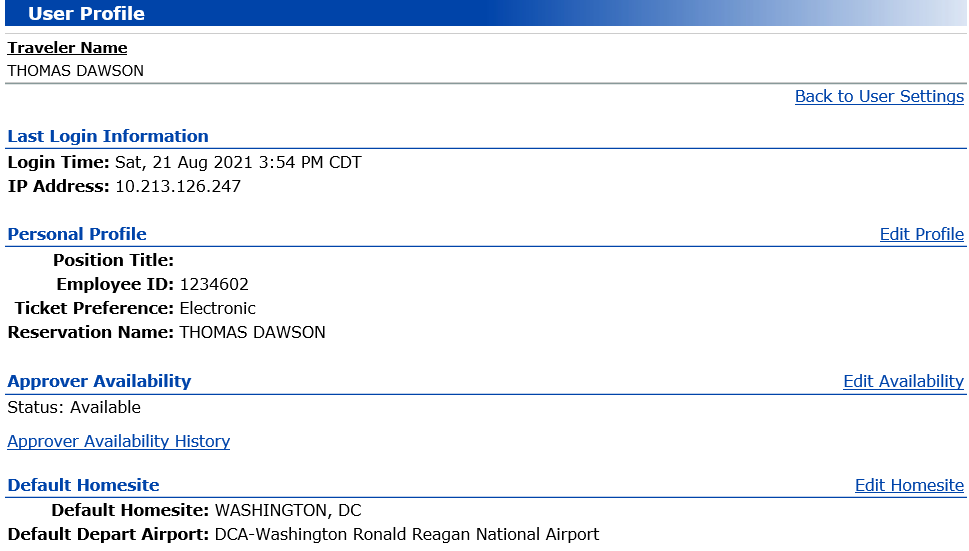 User Profile
Traveler Name
THOMAS DAWSON
Back to User Settings
Last Login Information
Login Time: Sat, 21 Aug 2021 3:54 PM CDT
IP Address: 10.213.126.247
Personal Profile Edit Profile
Position Title:
Employee ID: 1234602
Ticket Preference: Electronic
Reservation Name: THOMAS DAWSON
Approver Availability Edit Availability
Status: Available
Approver Availability History
Default Homesite Edit Homesite
Default Homesite: WASHINGTON, DC
Default Depart Airport: DCA-Washington Ronald Reagan National Airport